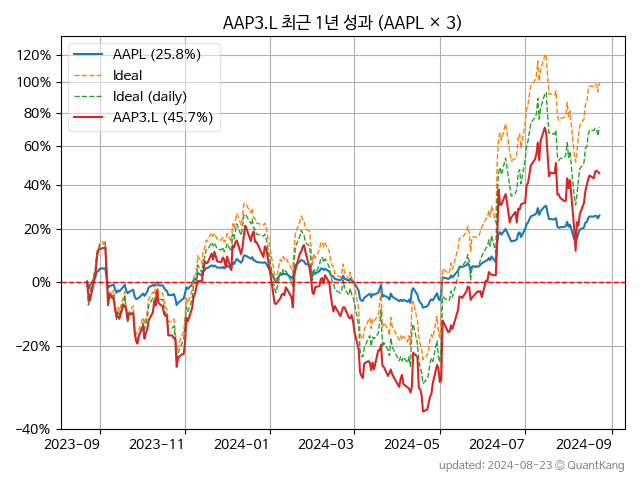 AAP3.L 최근 1년 성과 (AAPL × 3)
AAPL (25.8%)
Ideal
Ideal (daily)
AAP3.L (45.7%)
120%
100%
80%
60%
40%
20%
0%
−20%
−40%
2023-09 2023-11 2024-01 2024-03 2024-05 2024-07 2024-09
updated: 2024-08-23 © QuantKang